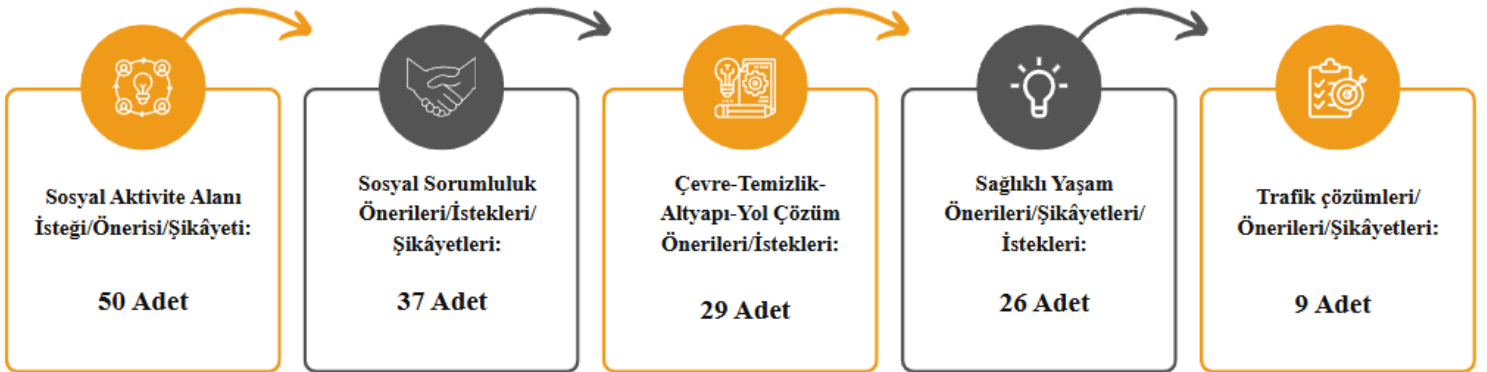 Sosyal Aktivite Alanı
İsteği/Önerisi/Şikâyeti:
50 Adet
Sosyal Sorumluluk
Önerileri/İstekleri/
Şikâyetleri:
37 Adet
Çevre-Temizlik-
Altyapı-Yol Çözüm
Önerileri/İstekleri:
29 Adet
Sağlıklı Yaşam
Önerileri/Şikâyetleri/
İstekleri:
26 Adet
Trafik çözümleri/
Önerileri/Şikâyetleri:
9 Adet